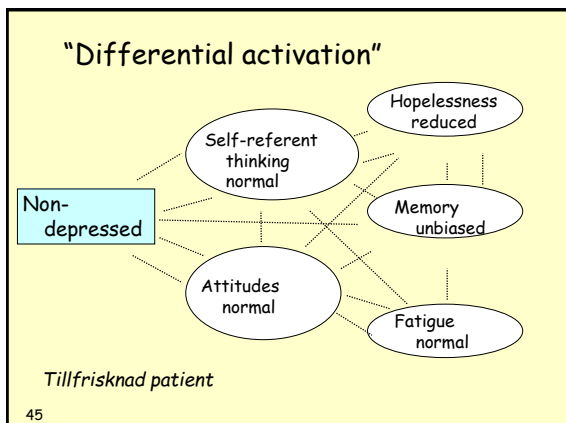 “Differential activation”
Hopelessness
reduced
Self-referent
thinking
normal
Non-
depressed
Memory
unbiased
Attitudes
normal
Fatigue
normal
Tillfrisknad patient
45